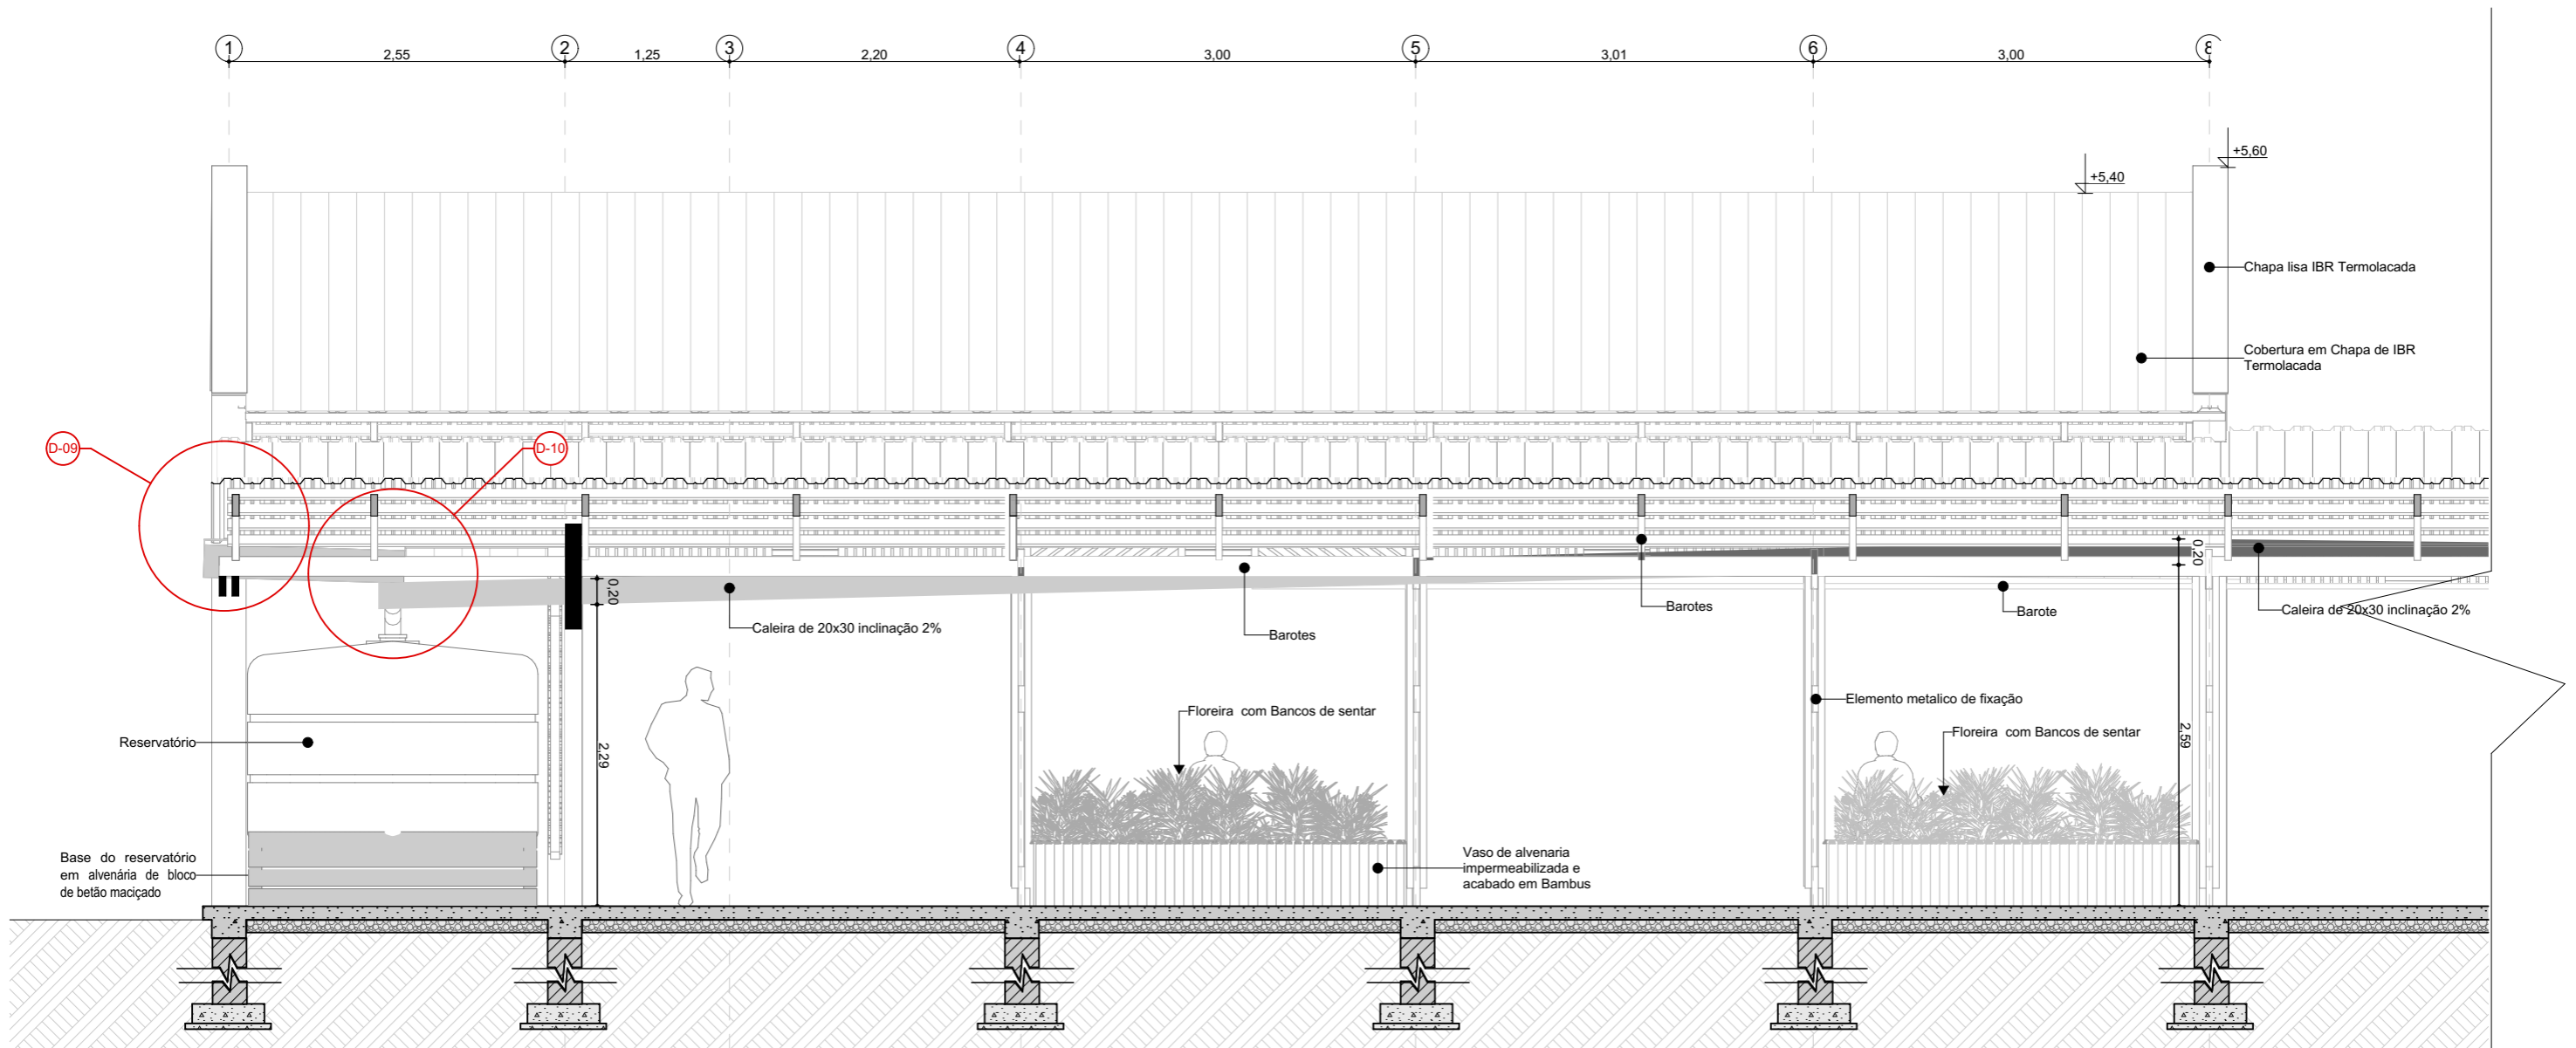 1
2
3
4
5
6
8
2,55
1,25
2,20
3,00
3,01
3,00
+5,60
+5,40
Chapa lisa IBR Termolacada
Cobertura em Chapa de IBR
Termolacada
D-09
D-10
0,20
0,20
Caleira de 20x30 inclinação 2%
Barotes
Barotes
Barote
Caleira de 20x30 inclinação 2%
Elemento metalico de fixação
Floreira com Bancos de sentar
Floreira com Bancos de sentar
2,29
2,59
Reservatório
Base do reservatório
em alvenária de bloco
de betão maciçado
Vaso de alvenaria
impermeabilizada e
acabado em Bambus